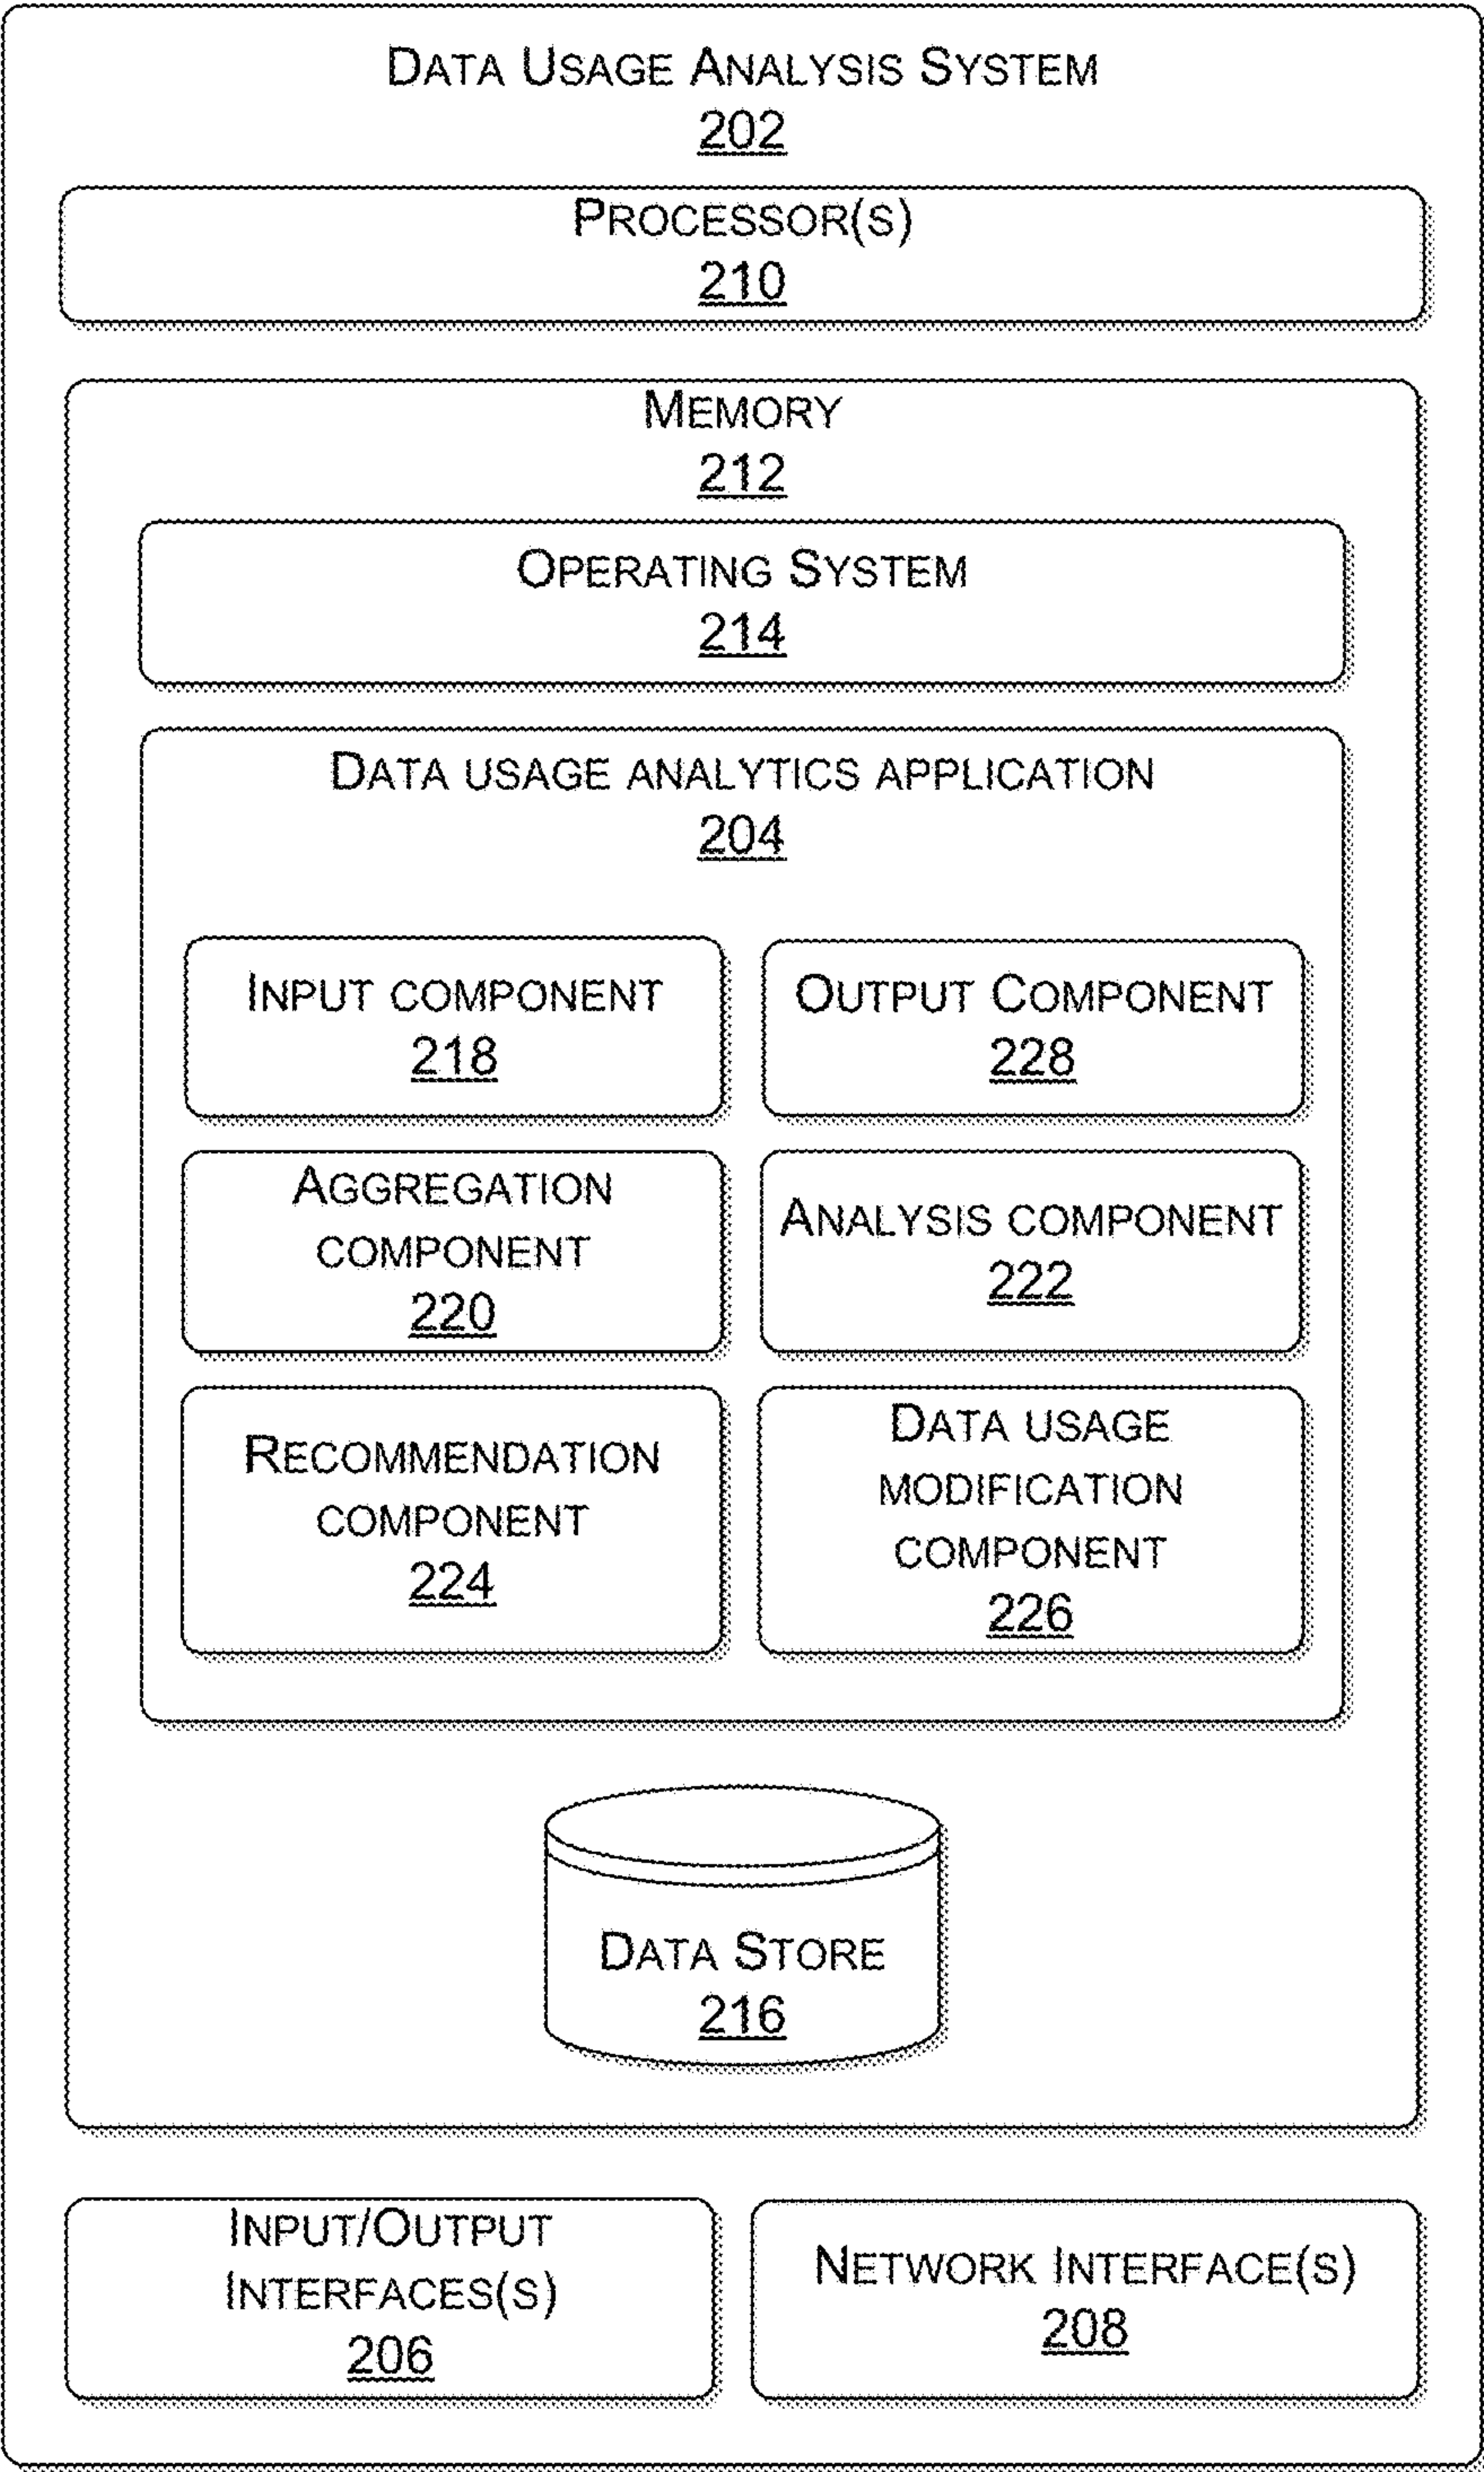 Data Usage Analysis System
202
Processor(s)
210
Memory
212
Operating System
214
Data usage analytics application
204
Input component
218
Output Component
228
Aggregation
component
220
Analysis component
222
Recommendation
component
224
Data usage
modification
component
226
Data Store
216
Input/Output
Interfaces(s)
206
Network Interface(s)
208